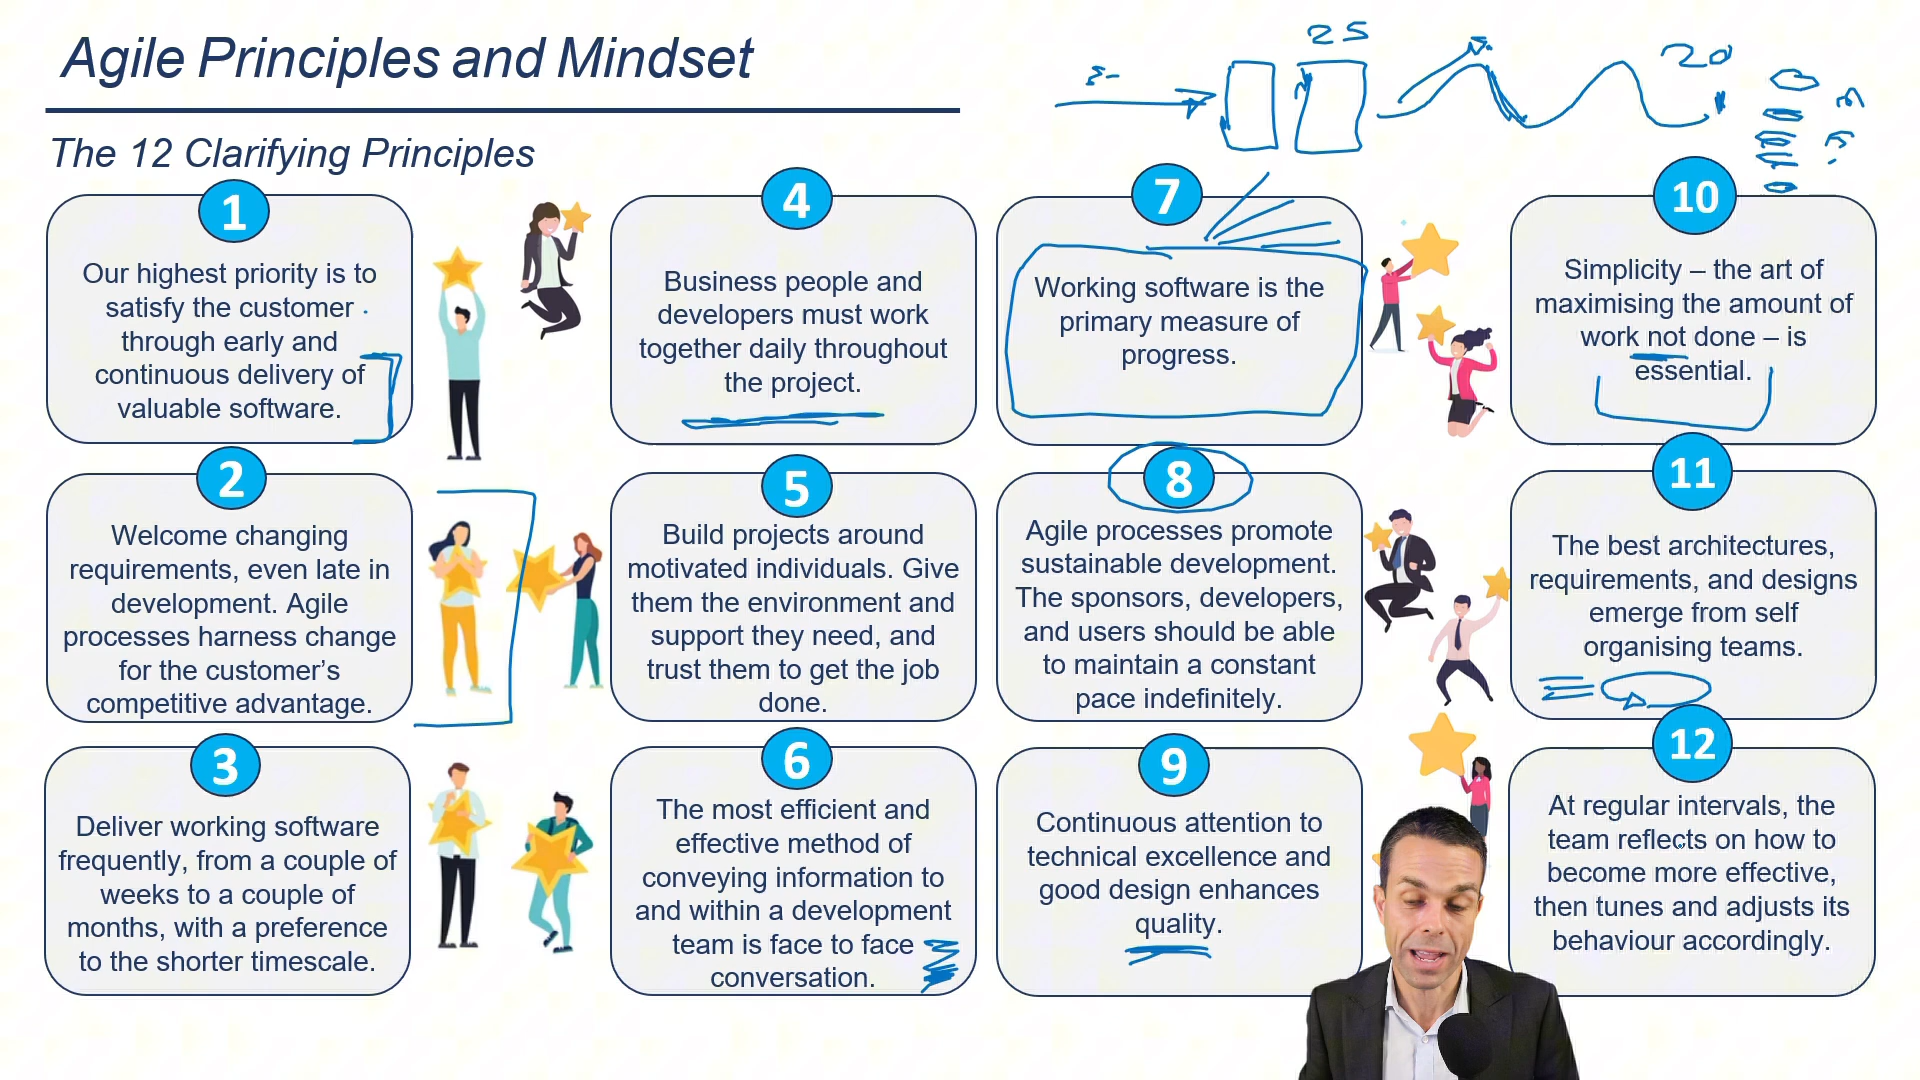 Agile Principles and Mindset
The 12 Clarifying Principles
25
20
1
Our highest priority is to
satisfy the customer
through early and
continuous delivery of
valuable software.
2
Welcome changing
requirements, even late in
development. Agile
processes harness change
for the customer’s
competitive advantage.
3
Deliver working software
frequently, from a couple of
weeks to a couple of
months, with a preference
to the shorter timescale.
4
Business people and
developers must work
together daily throughout
the project.
5
Build projects around
motivated individuals. Give
them the environment and
support they need, and
trust them to get the job
done.
6
The most efficient and
effective method of
conveying information to
and within a development
team is face to face
conversation.
7
Working software is the
primary measure of
progress.
8
Agile processes promote
sustainable development.
The sponsors, developers,
and users should be able
to maintain a constant
pace indefinitely.
9
Continuous attention to
technical excellence and
good design enhances
quality.
10
Simplicity – the art of
maximising the amount of
work not done – is
essential.
11
The best architectures,
requirements, and designs
emerge from self
organising teams.
12
At regular intervals, the
team reflects on how to
become more effective,
then tunes and adjusts its
behaviour accordingly.